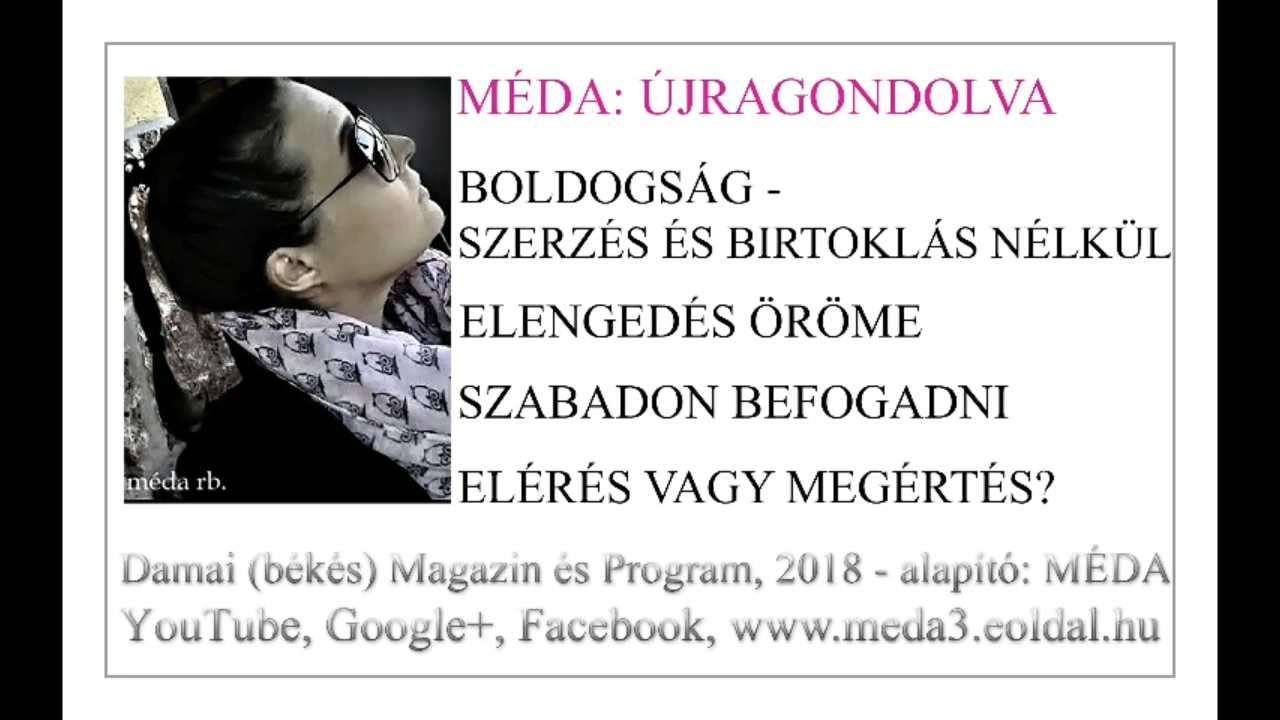 MÉDA: ÚJRAGONDOLVA
BOLDOGSÁG -
SZERZÉS ÉS BIRTOKLÁS NÉLKÜL
ELENGEDÉS ÖRÖME
SZABADON BEFOGADNI
ELÉRÉS VAGY MEGÉRTÉS?
méda rb.
Damai (békés) Magazin és Program, 2018 - alapító: MÉDA
YouTube, Google+, Facebook, www.meda3.eoldal.hu